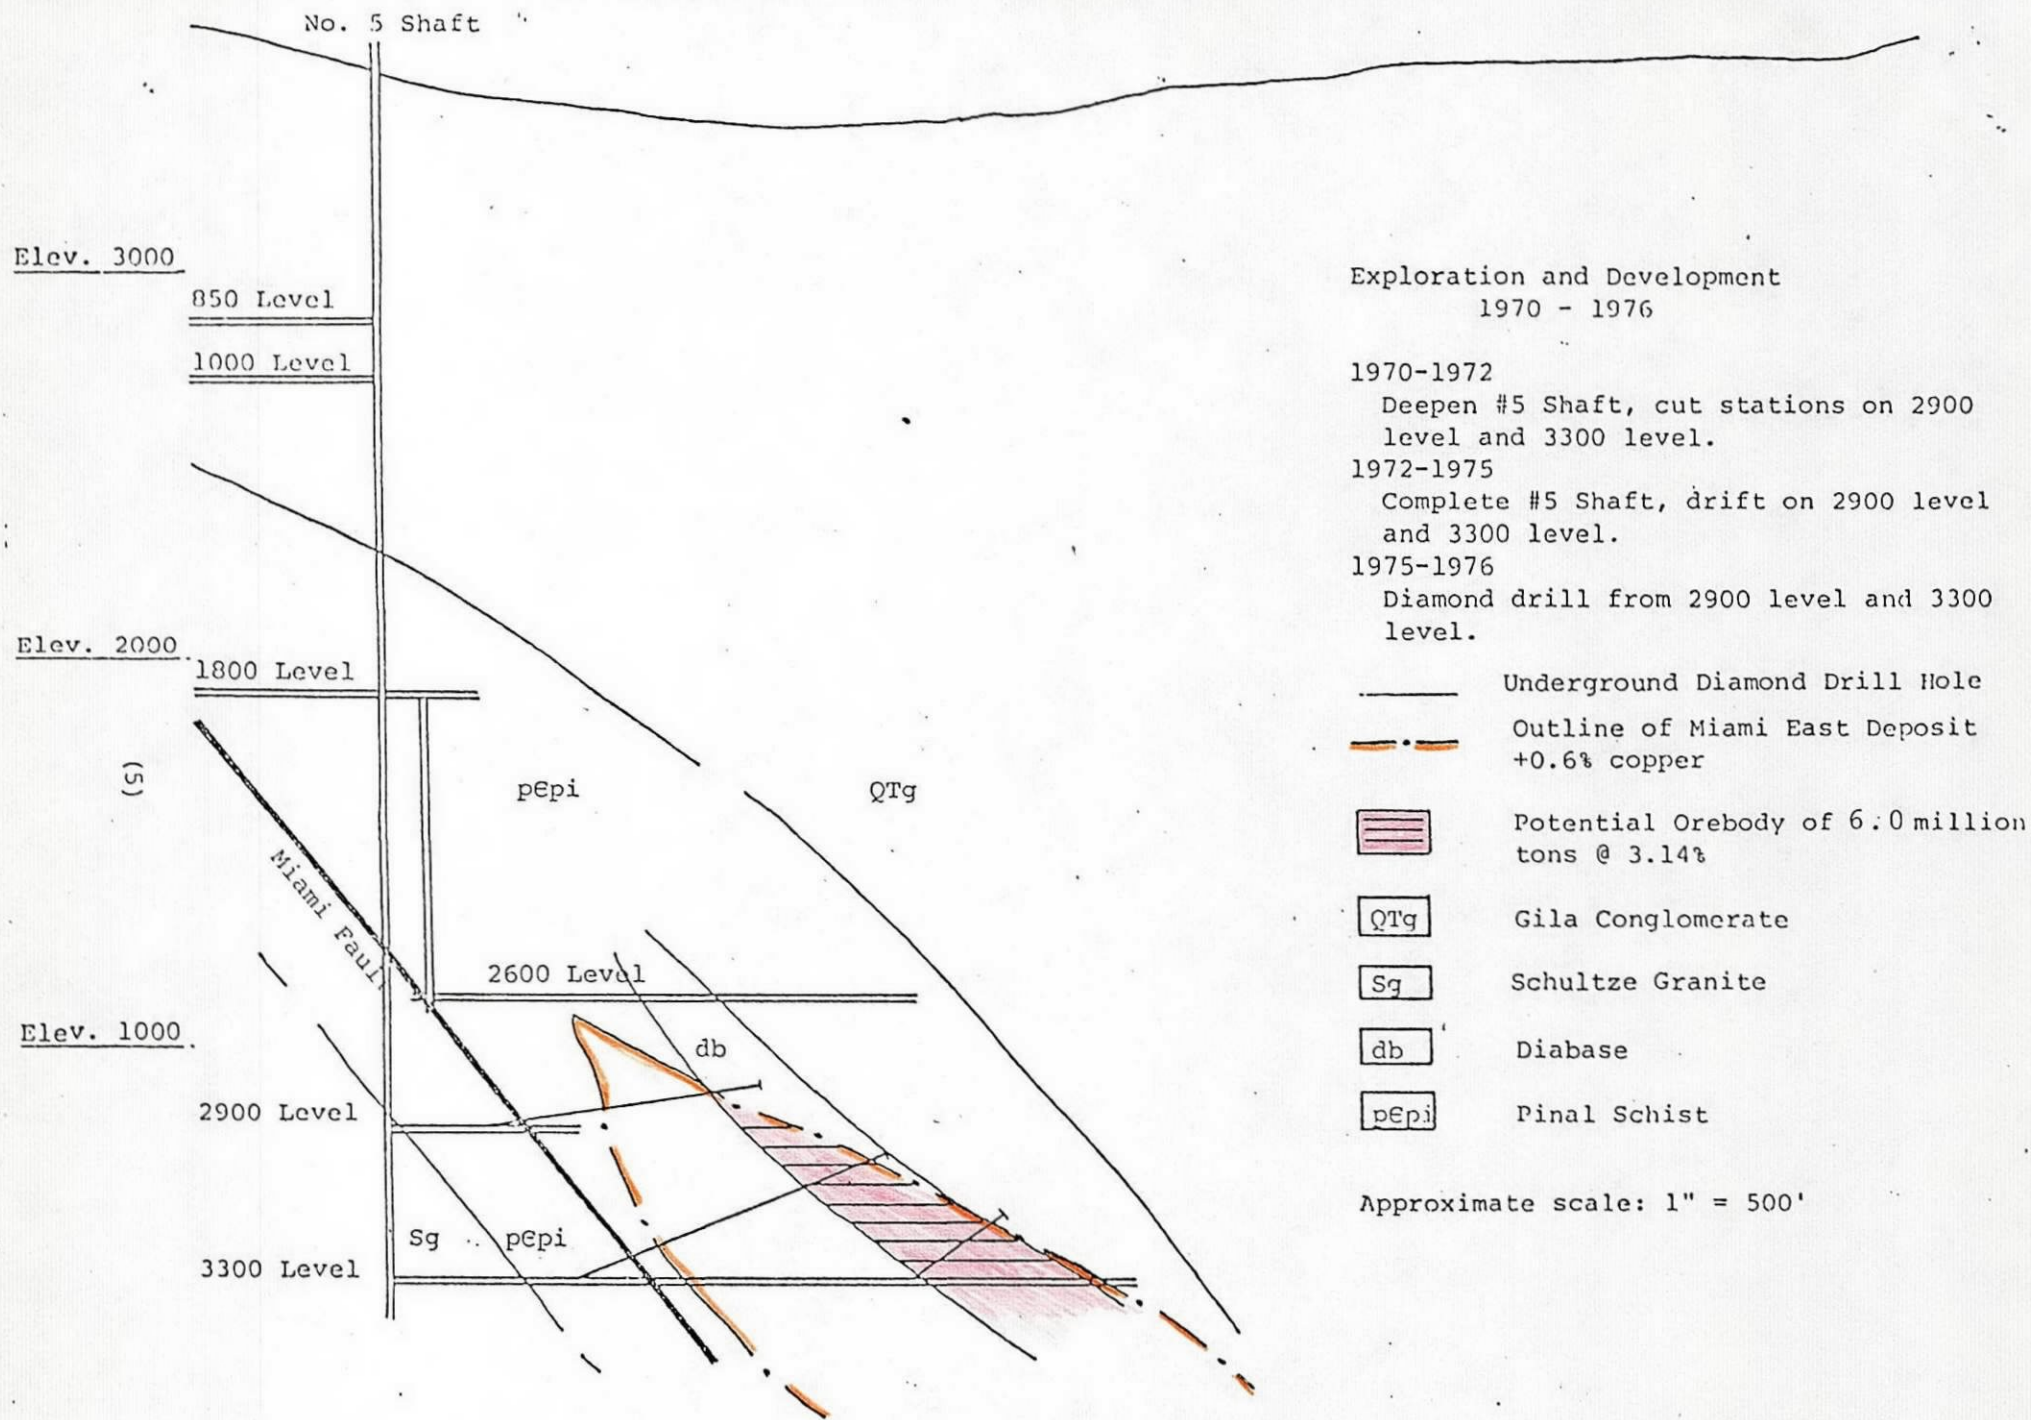 No. 5 Shaft
Elev. 3000
850 Level
1000 Level
Elev. 2000
1800 Level
(5)
pЄpi
QTg
Miami Fault
2600 Level
Elev. 1000
db
2900 Level
Sg
pЄpi
3300 Level
Exploration and Development
1970 - 1976
1970-1972
Deepen #5 Shaft, cut stations on 2900
level and 3300 level.
1972-1975
Complete #5 Shaft, drift on 2900 level
and 3300 level.
1975-1976
Diamond drill from 2900 level and 3300
level.
Underground Diamond Drill Hole
Outline of Miami East Deposit
+0.6% copper
Potential Orebody of 6.0 million
tons @ 3.14%
QTg Gila Conglomerate
Sg Schultze Granite
db Diabase
pЄpi Pinal Schist
Approximate scale: 1" = 500'